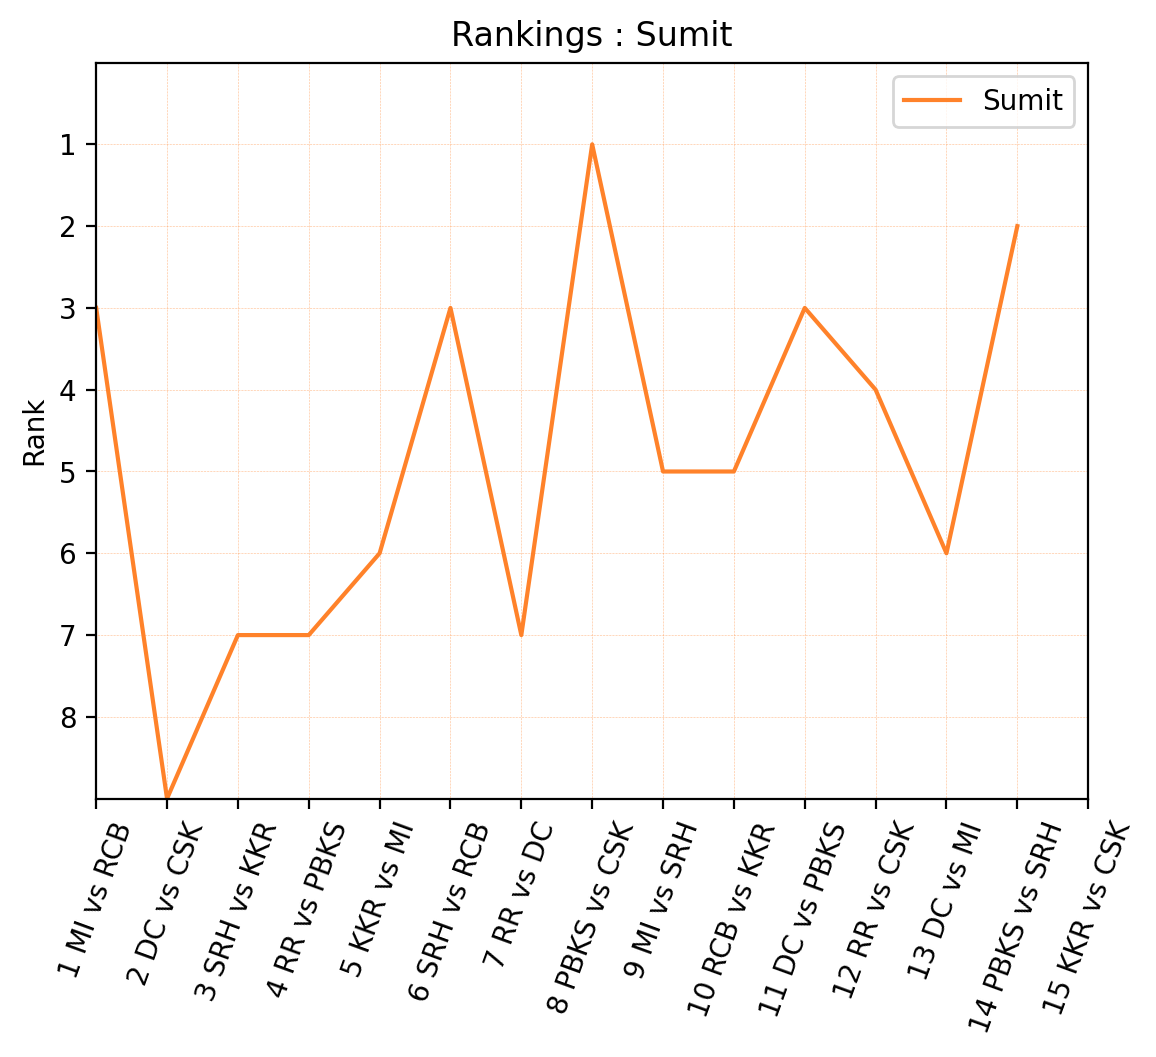 Rankings : Sumit
Sumit
1
2
3
4
5
6
7
8
Rank
1 MI vs RCB
2 DC vs CSK
3 SRH vs KKR
4 RR vs PBKS
5 KKR vs MI
6 SRH vs RCB
7 RR vs DC
8 PBKS vs CSK
9 MI vs SRH
10 RCB vs KKR
11 DC vs PBKS
12 RR vs CSK
13 DC vs MI
14 PBKS vs SRH
15 KKR vs CSK